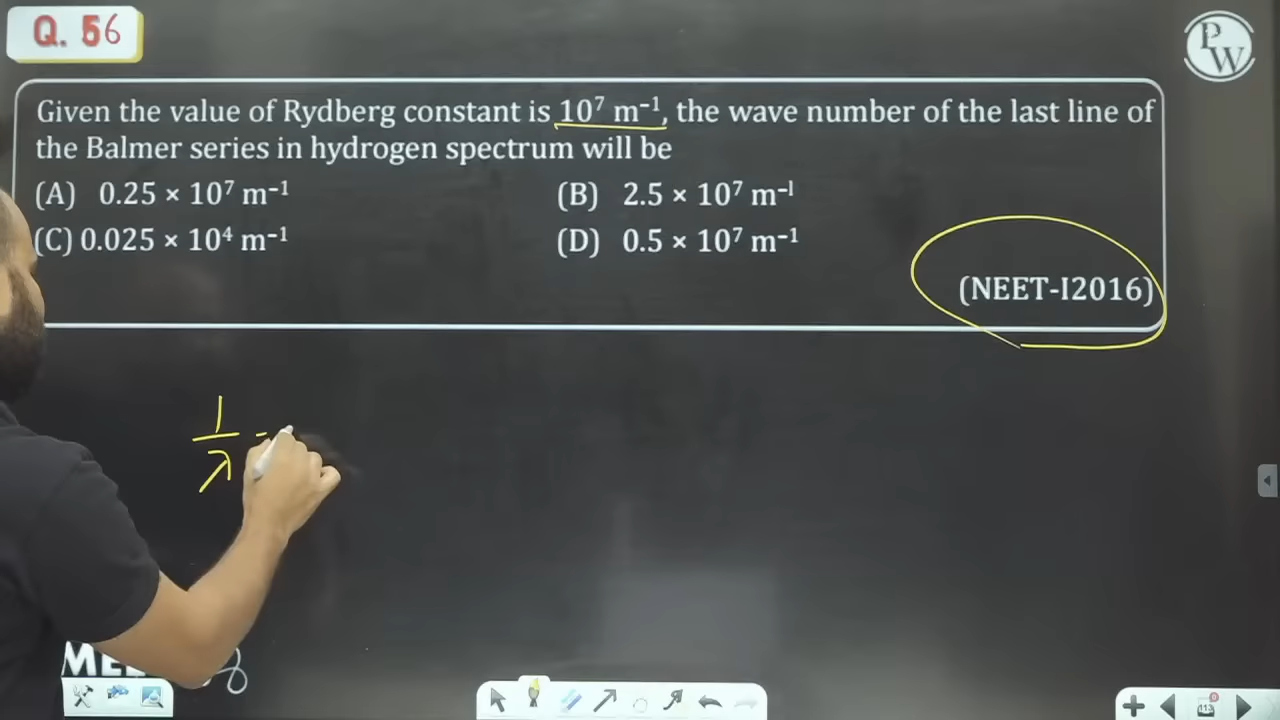 Q. 56
PW
Given the value of Rydberg constant is 10⁷ m⁻¹, the wave number of the last line of
the Balmer series in hydrogen spectrum will be
(A) 0.25 × 10⁷ m⁻¹ (B) 2.5 × 10⁷ m⁻ˡ
(C) 0.025 × 10⁴ m⁻¹ (D) 0.5 × 10⁷ m⁻¹
(NEET-I2016)
1/λ =
113